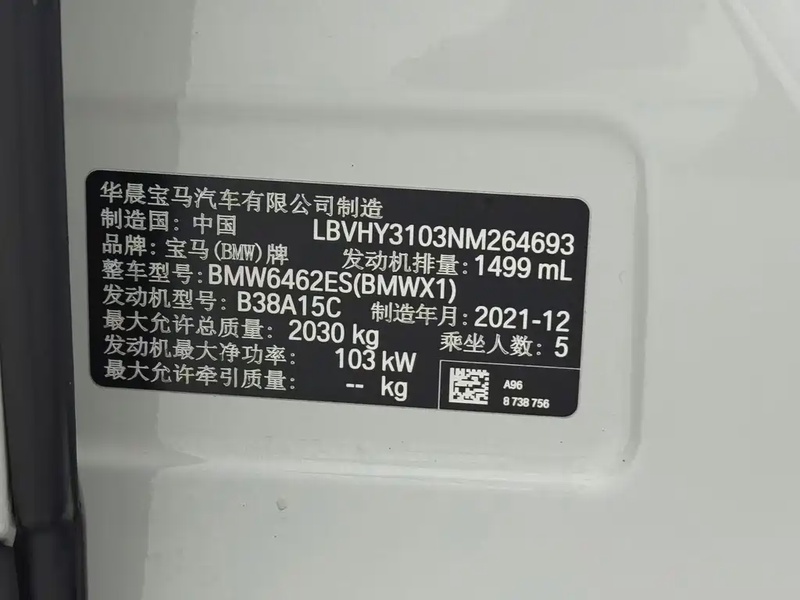 华晨宝马汽车有限公司制造
制造国: 中国 LBVHY3103NM264693
品牌: 宝马(BMW)牌 发动机排量: 1499 mL
整车型号: BMW6462ES(BMWX1)
发动机型号: B38A15C 制造年月: 2021-12
最大允许总质量: 2030 kg 乘坐人数: 5
发动机最大净功率: 103 kW
最大允许牵引质量: -- kg
A96
8 738 756